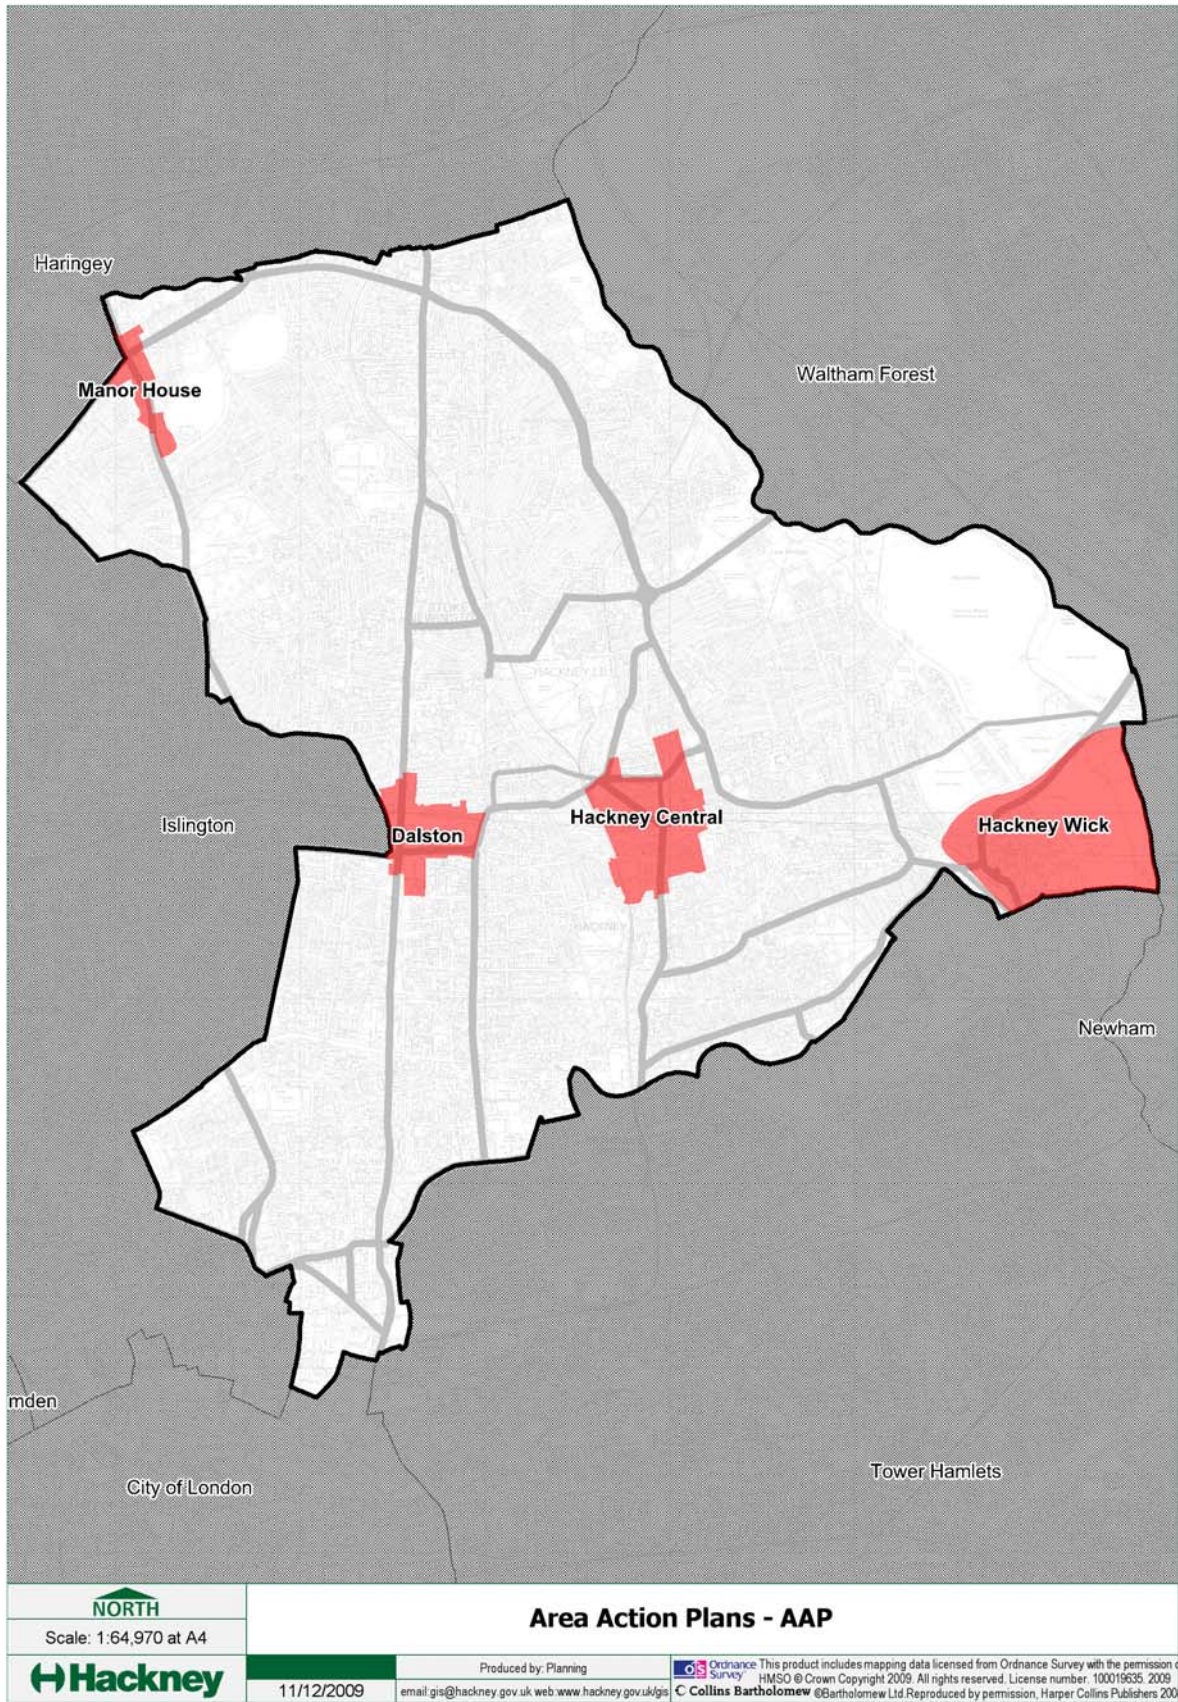 Haringey
Waltham Forest
Manor House
HACKNEY
Islington
Dalston
Hackney Central
Hackney Wick
HACKNEY
Newham
mden
City of London
Tower Hamlets
NORTH
Scale: 1:64,970 at A4
Area Action Plans - AAP
Hackney
11/12/2009
Produced by: Planning
email:gis@hackney.gov.uk web:www.hackney.gov.uk/gis
Ordnance Survey
This product includes mapping data licensed from Ordnance Survey with the permission o
HMSO © Crown Copyright 2009. All rights reserved. License number. 100019635. 2009
Collins Bartholomew ©Bartholomew Ltd.Reproduced by permission, Harper Collins Publishere 200